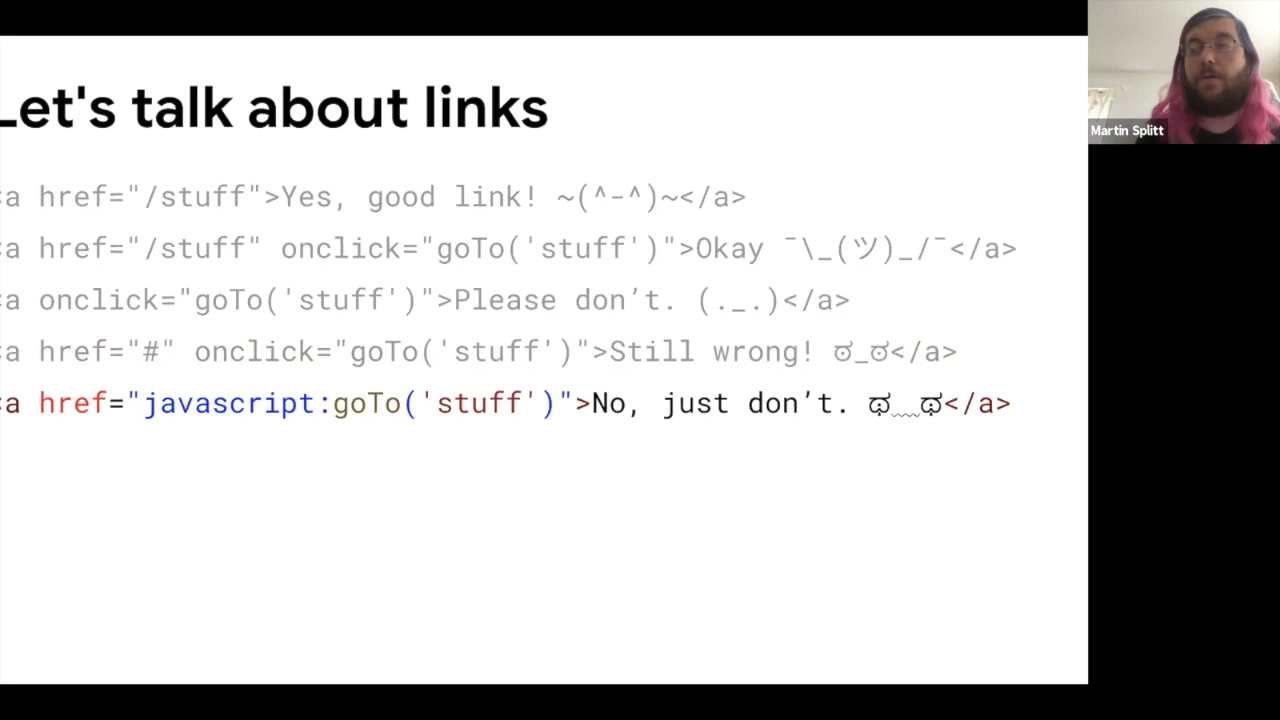 Let's talk about links
<a href="/stuff">Yes, good link! ~(^-^)~</a>
<a href="/stuff" onclick="goTo('stuff')">Okay ¯\_(ツ)_/¯</a>
<a onclick="goTo('stuff')">Please don’t. (._.)</a>
<a href="#" onclick="goTo('stuff')">Still wrong! ಠ_ಠ</a>
<a href="javascript:goTo('stuff')">No, just don’t. ಥ﹏ಥ</a>
Martin Splitt